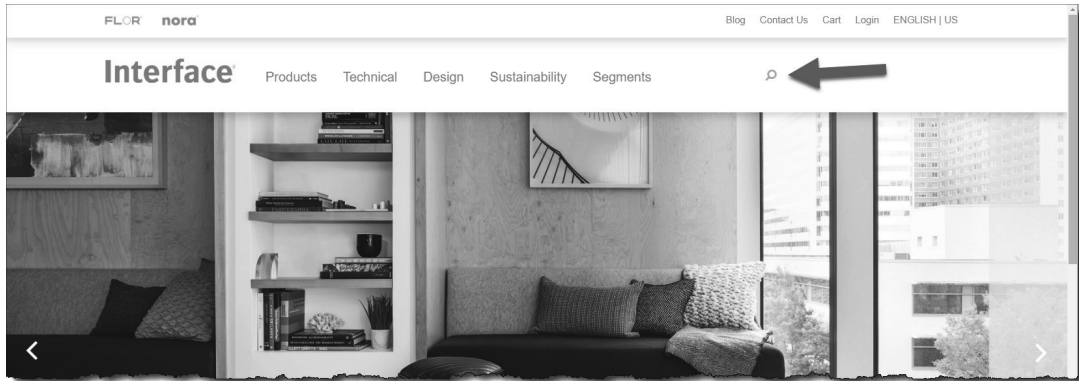 FLOR nora
Blog Contact Us Cart Login ENGLISH | US
Interface Products Technical Design Sustainability Segments